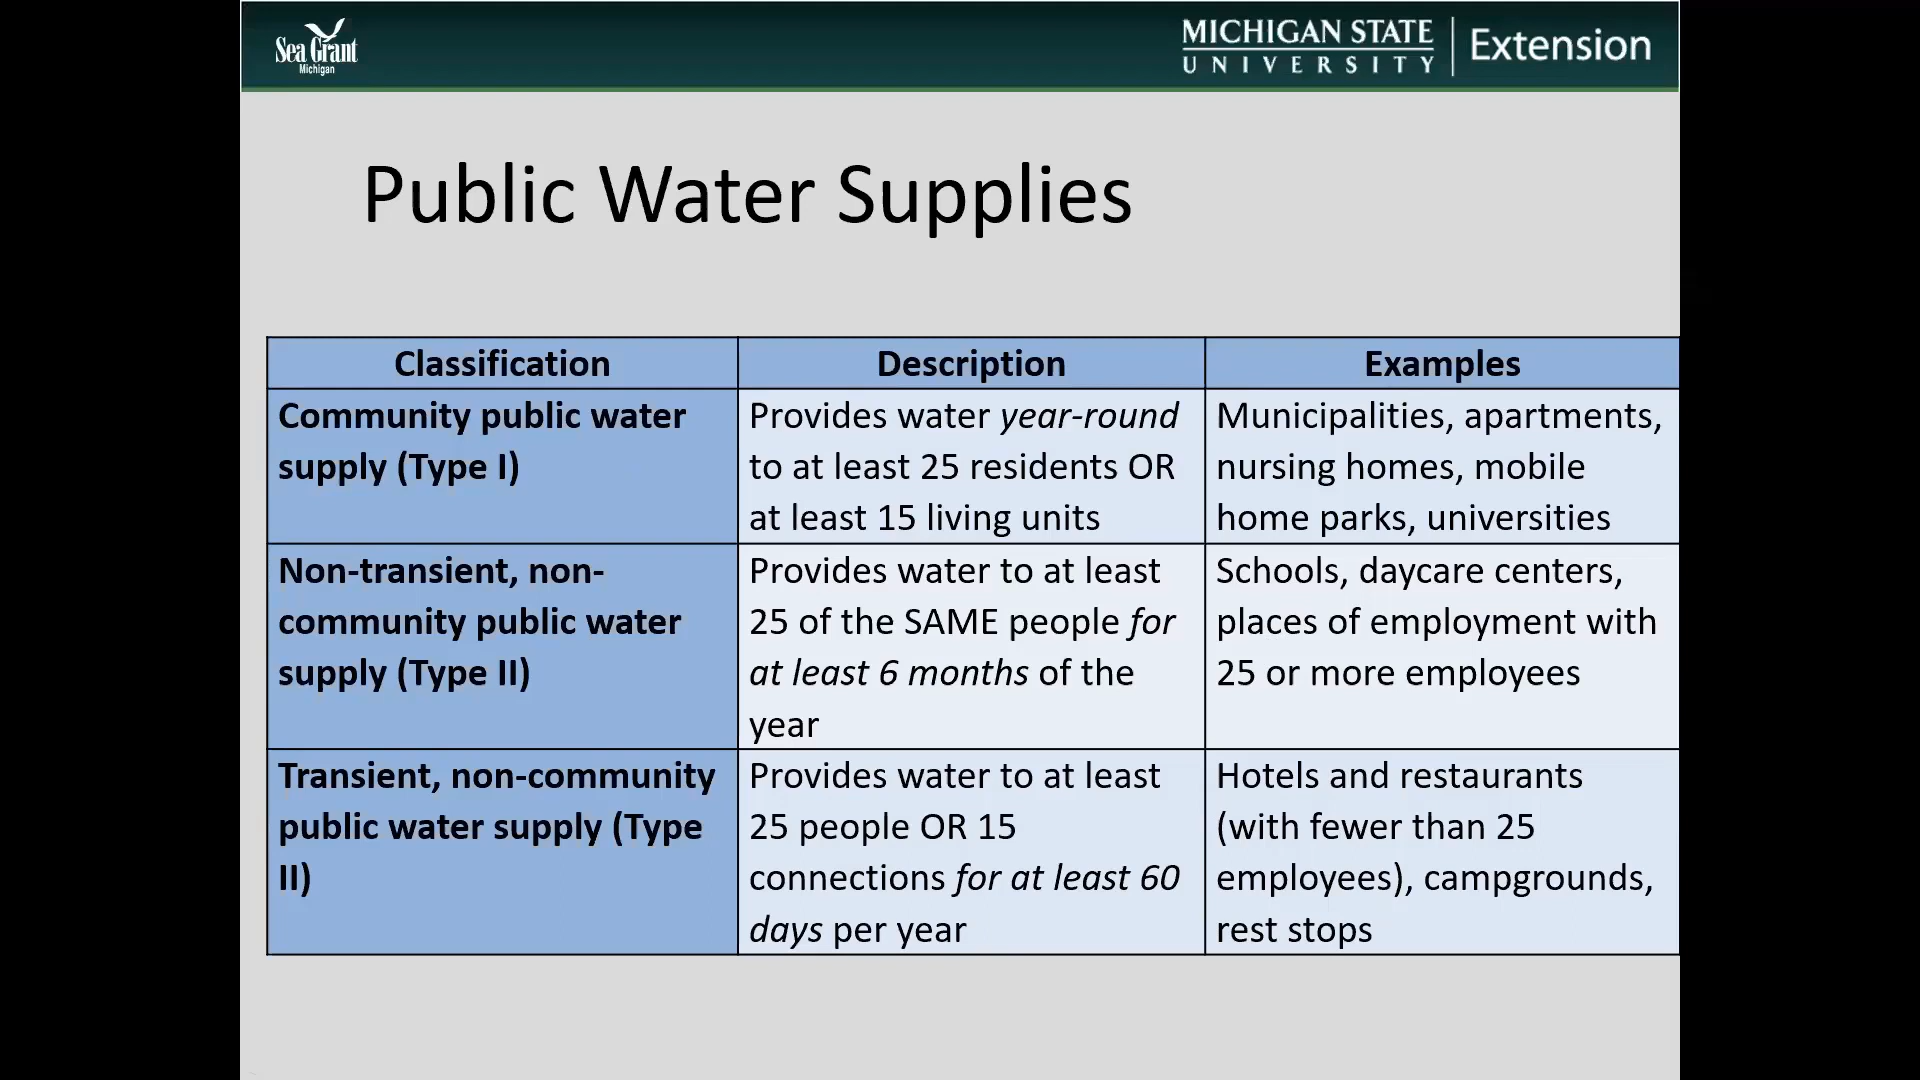 Sea Grant
Michigan
MICHIGAN STATE
UNIVERSITY
Extension
Public Water Supplies
Classification
Description
Examples
Community public water
supply (Type I)
Provides water year-round
to at least 25 residents OR
at least 15 living units
Municipalities, apartments,
nursing homes, mobile
home parks, universities
Non-transient, non-
community public water
supply (Type II)
Provides water to at least
25 of the SAME people for
at least 6 months of the
year
Schools, daycare centers,
places of employment with
25 or more employees
Transient, non-community
public water supply (Type
II)
Provides water to at least
25 people OR 15
connections for at least 60
days per year
Hotels and restaurants
(with fewer than 25
employees), campgrounds,
rest stops